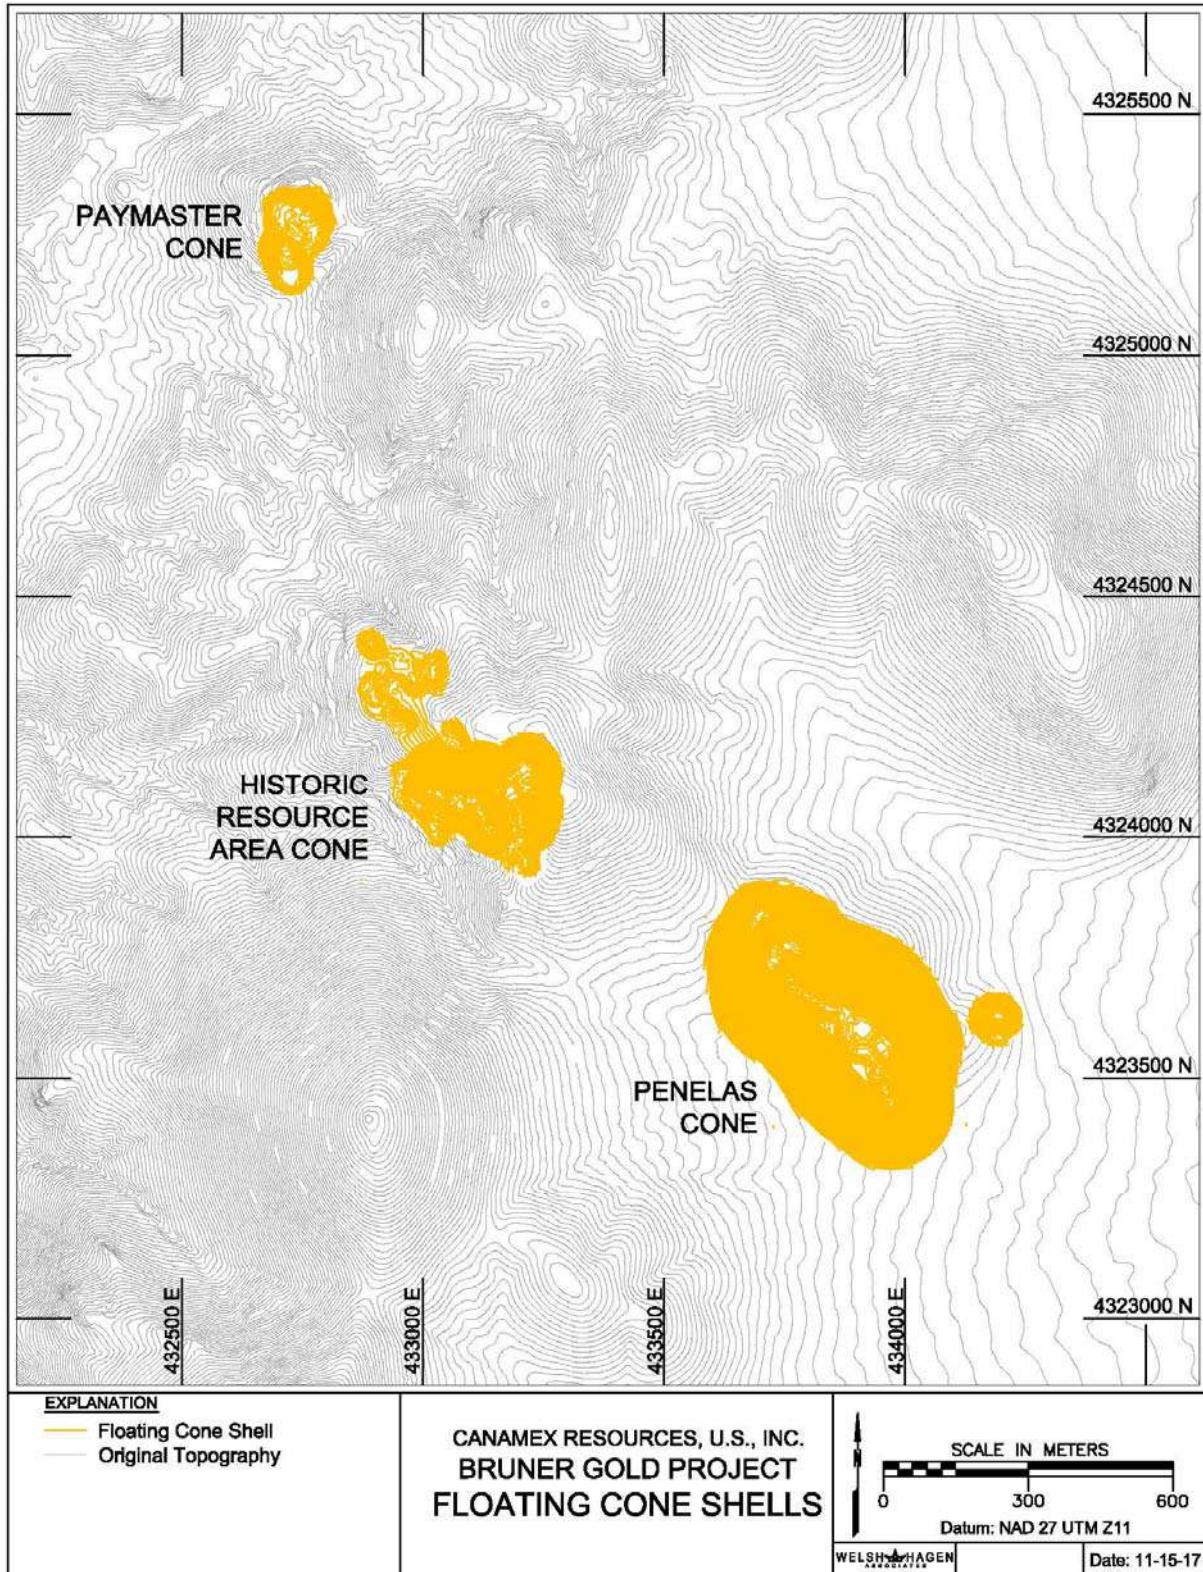 4325500 N
PAYMASTER
CONE
4325000 N
4324500 N
HISTORIC
RESOURCE
AREA CONE
4324000 N
PENELAS
CONE
4323500 N
4323000 N
432500 E
433000 E
433500 E
434000 E
EXPLANATION
Floating Cone Shell
Original Topography
CANAMEX RESOURCES, U.S., INC.
BRUNER GOLD PROJECT
FLOATING CONE SHELLS
N
SCALE IN METERS
0 300 600
Datum: NAD 27 UTM Z11
WELSH HAGEN
ASSOCIATES
Date: 11-15-17